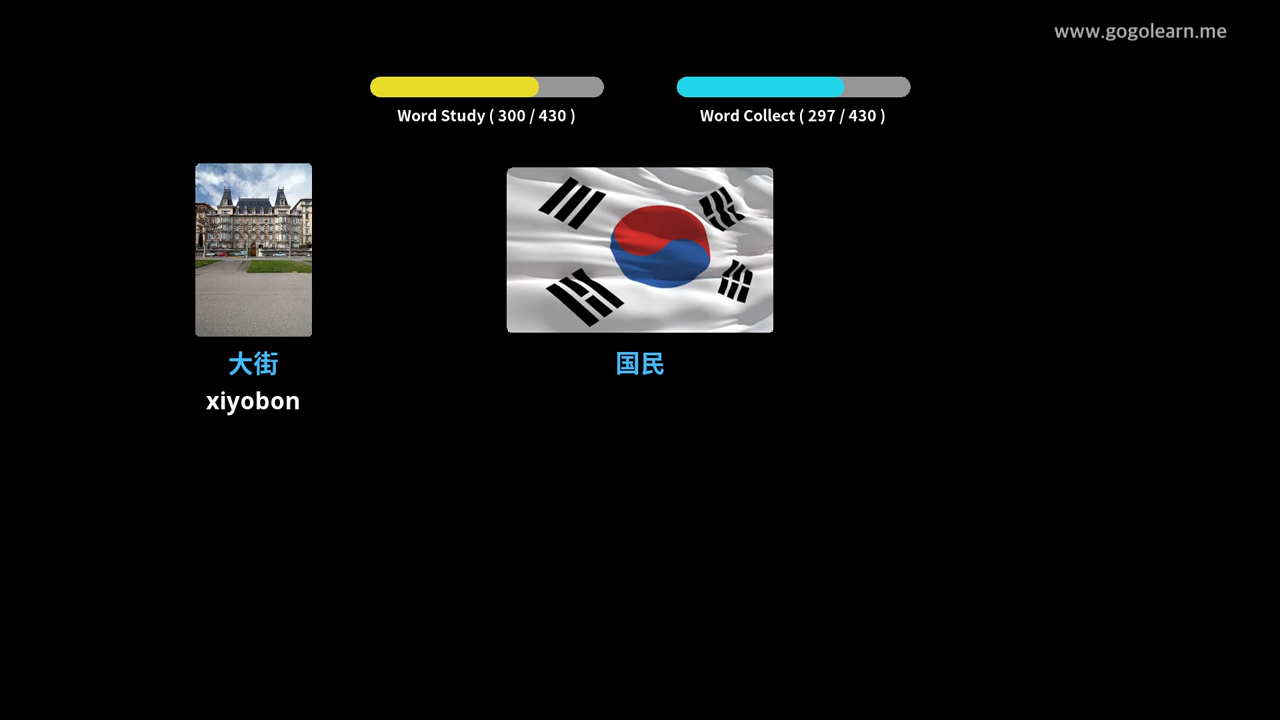 www.gogolearn.me
Word Study ( 300 / 430 )
Word Collect ( 297 / 430 )
大街
xiyobon
国民